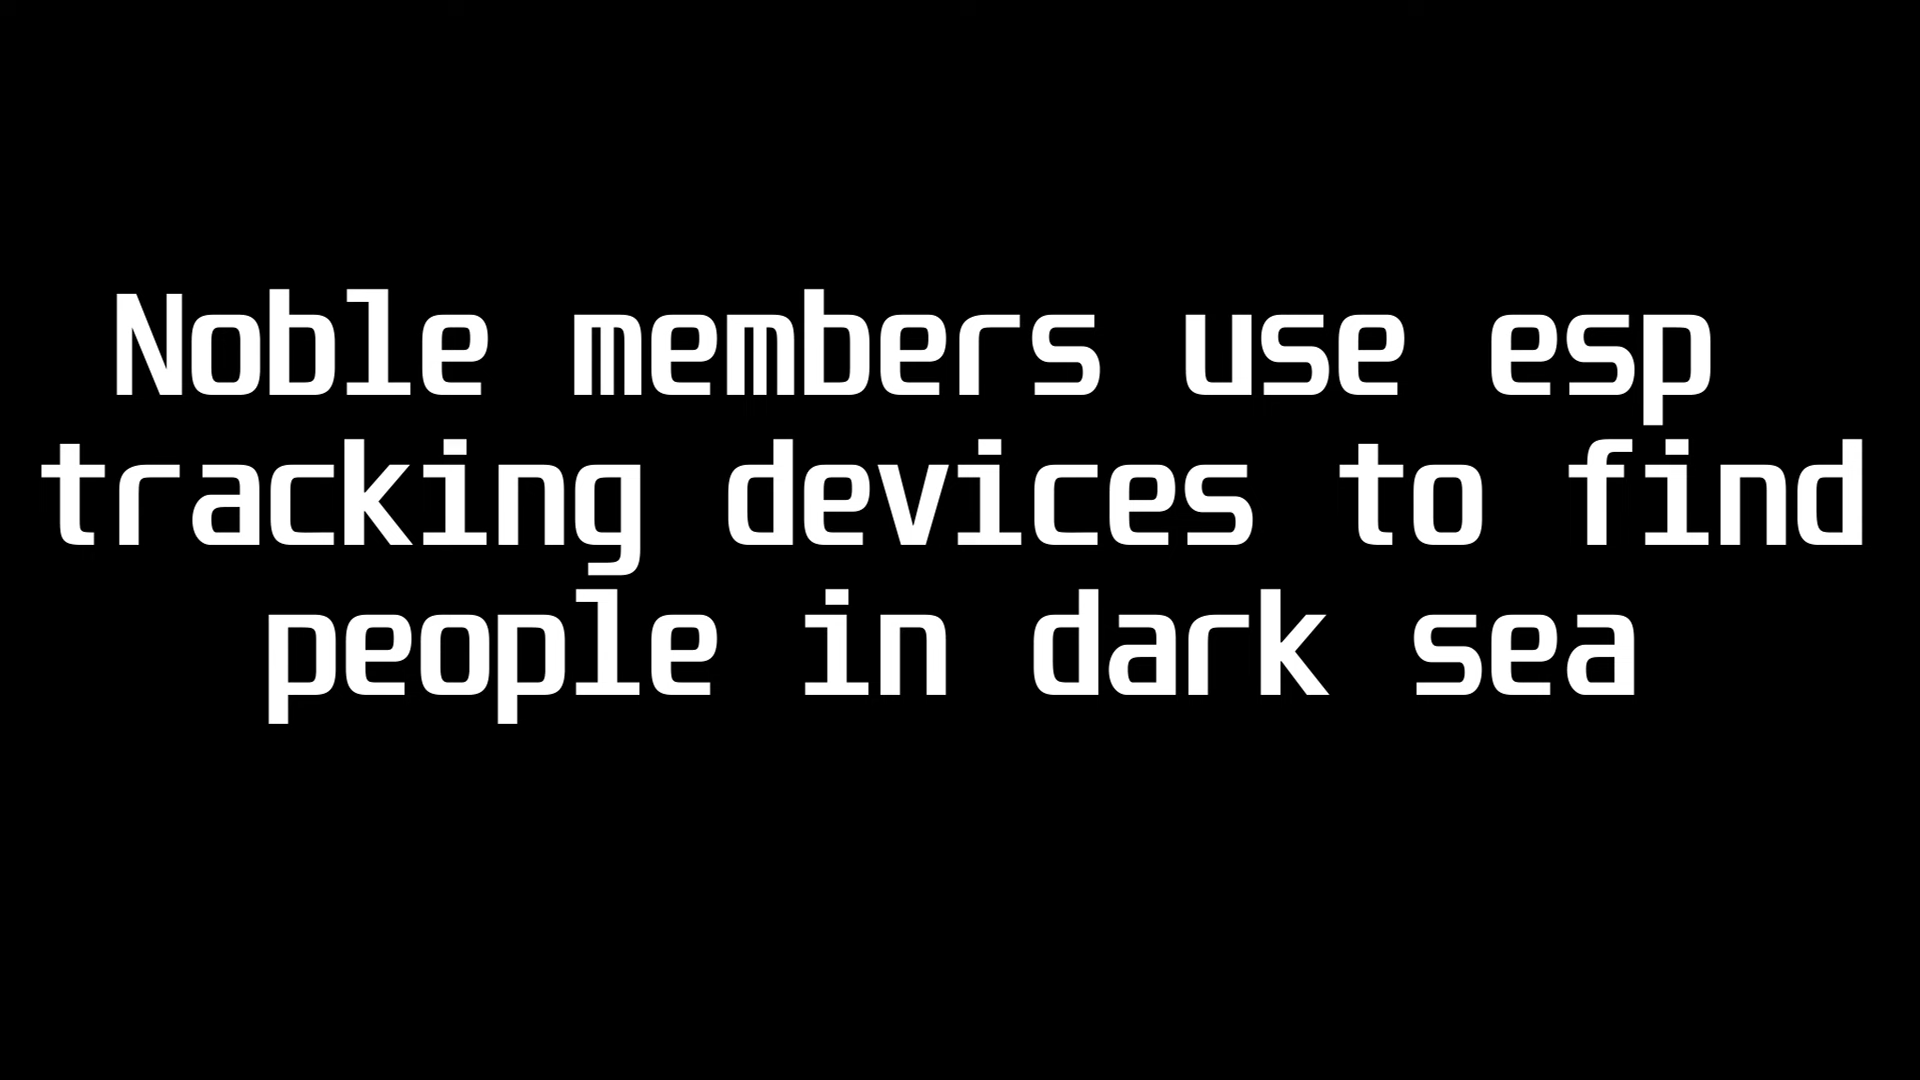 Noble members use esp
tracking devices to find
people in dark sea